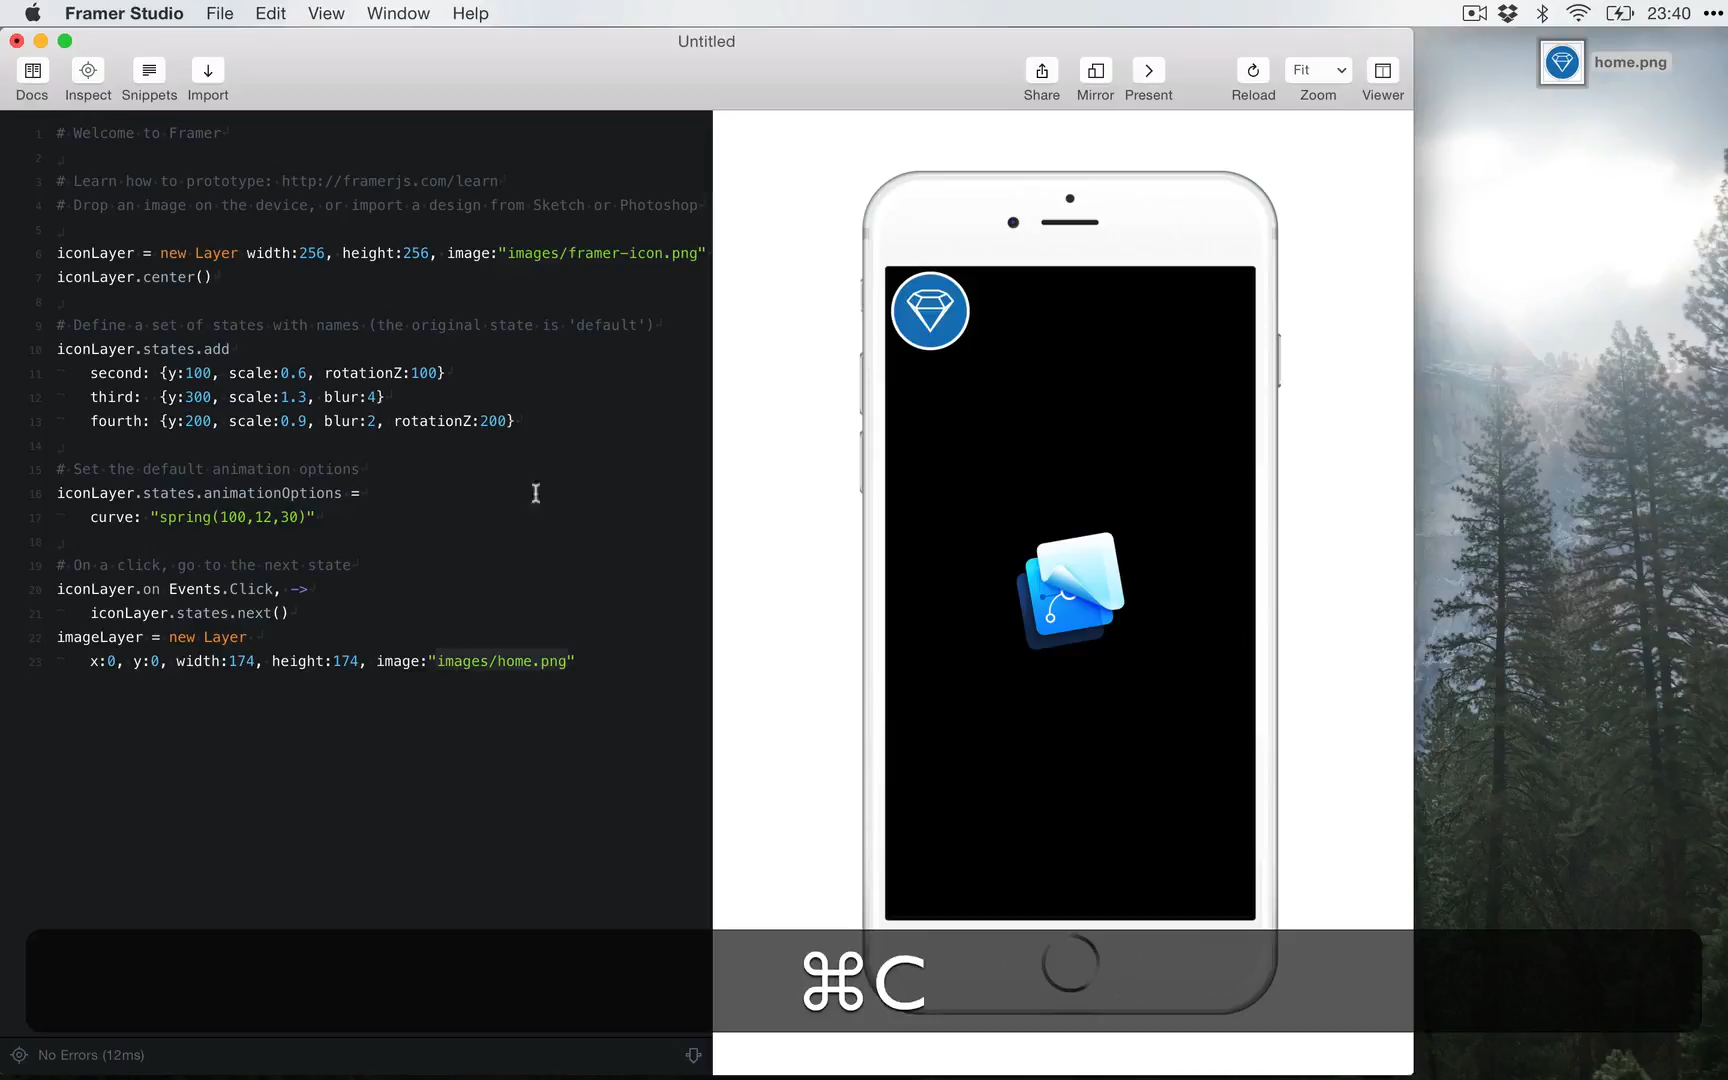 Framer Studio File Edit View Window Help 23:40
Untitled
home.png
Fit
Docs Inspect Snippets Import Share Mirror Present Reload Zoom Viewer
1 # Welcome to Framer
2
3 # Learn how to prototype: http://framerjs.com/learn
4 # Drop an image on the device, or import a design from Sketch or Photoshop
5
6 iconLayer = new Layer width:256, height:256, image:"images/framer-icon.png"
7 iconLayer.center()
8
9 # Define a set of states with names (the original state is 'default')
10 iconLayer.states.add
11 second: {y:100, scale:0.6, rotationZ:100}
12 third: {y:300, scale:1.3, blur:4}
13 fourth: {y:200, scale:0.9, blur:2, rotationZ:200}
14
15 # Set the default animation options
16 iconLayer.states.animationOptions =
17 curve: "spring(100,12,30)"
18
19 # On a click, go to the next state
20 iconLayer.on Events.Click, ->
21 iconLayer.states.next()
22 imageLayer = new Layer
23 x:0, y:0, width:174, height:174, image:"images/home.png"
⌘C
No Errors (12ms)